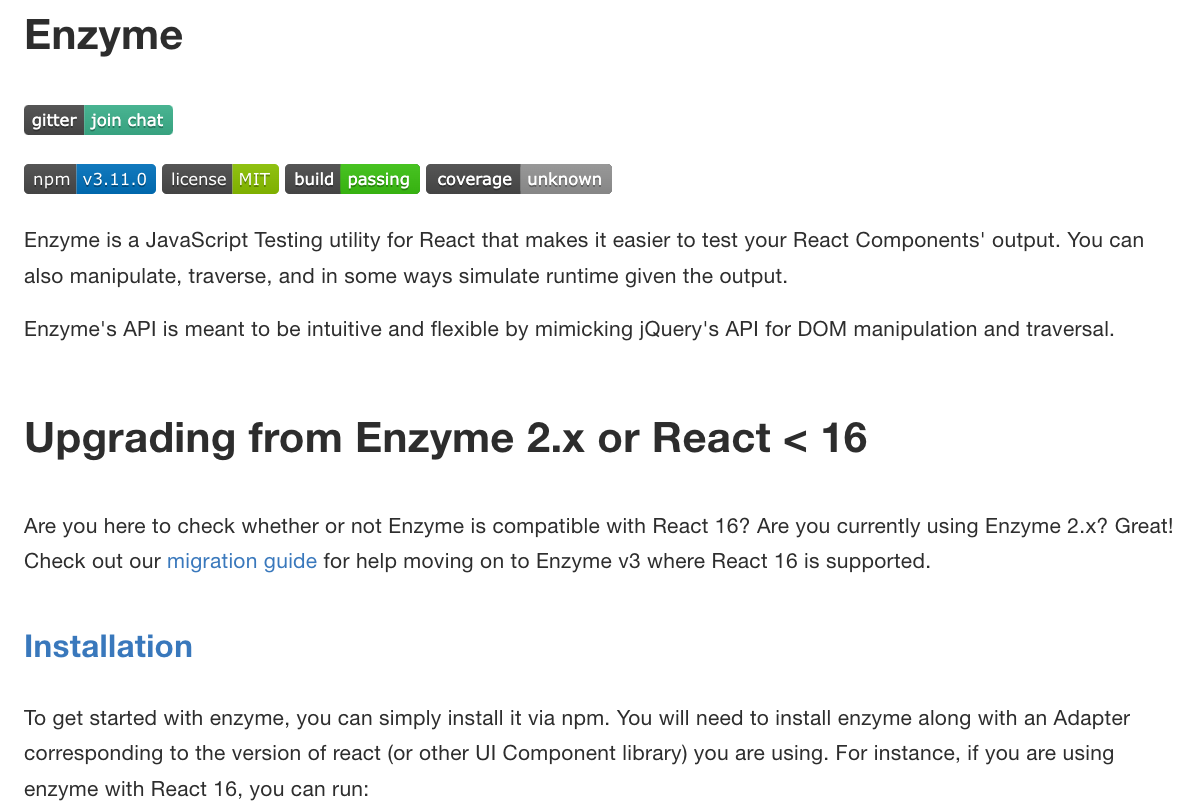 Enzyme
gitter join chat
npm v3.11.0 license MIT build passing coverage unknown
Enzyme is a JavaScript Testing utility for React that makes it easier to test your React Components' output. You can
also manipulate, traverse, and in some ways simulate runtime given the output.
Enzyme's API is meant to be intuitive and flexible by mimicking jQuery's API for DOM manipulation and traversal.
Upgrading from Enzyme 2.x or React < 16
Are you here to check whether or not Enzyme is compatible with React 16? Are you currently using Enzyme 2.x? Great!
Check out our migration guide for help moving on to Enzyme v3 where React 16 is supported.
Installation
To get started with enzyme, you can simply install it via npm. You will need to install enzyme along with an Adapter
corresponding to the version of react (or other UI Component library) you are using. For instance, if you are using
enzyme with React 16, you can run: